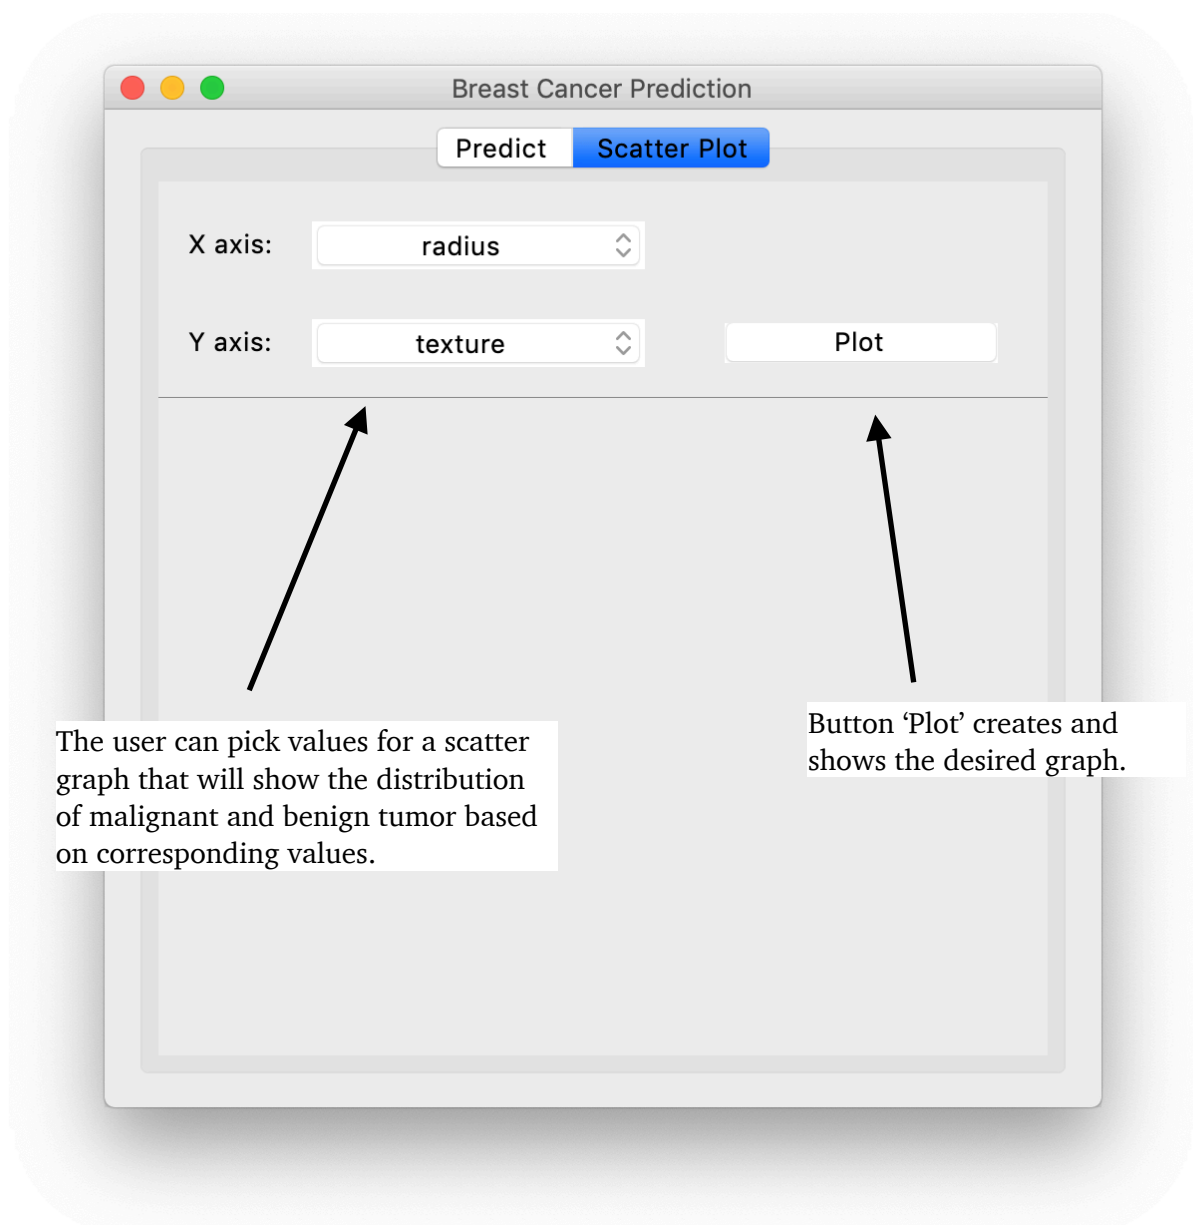 Breast Cancer Prediction
Predict
Scatter Plot
X axis:
radius
Y axis:
texture
Plot
The user can pick values for a scatter
graph that will show the distribution
of malignant and benign tumor based
on corresponding values.
Button ‘Plot’ creates and
shows the desired graph.